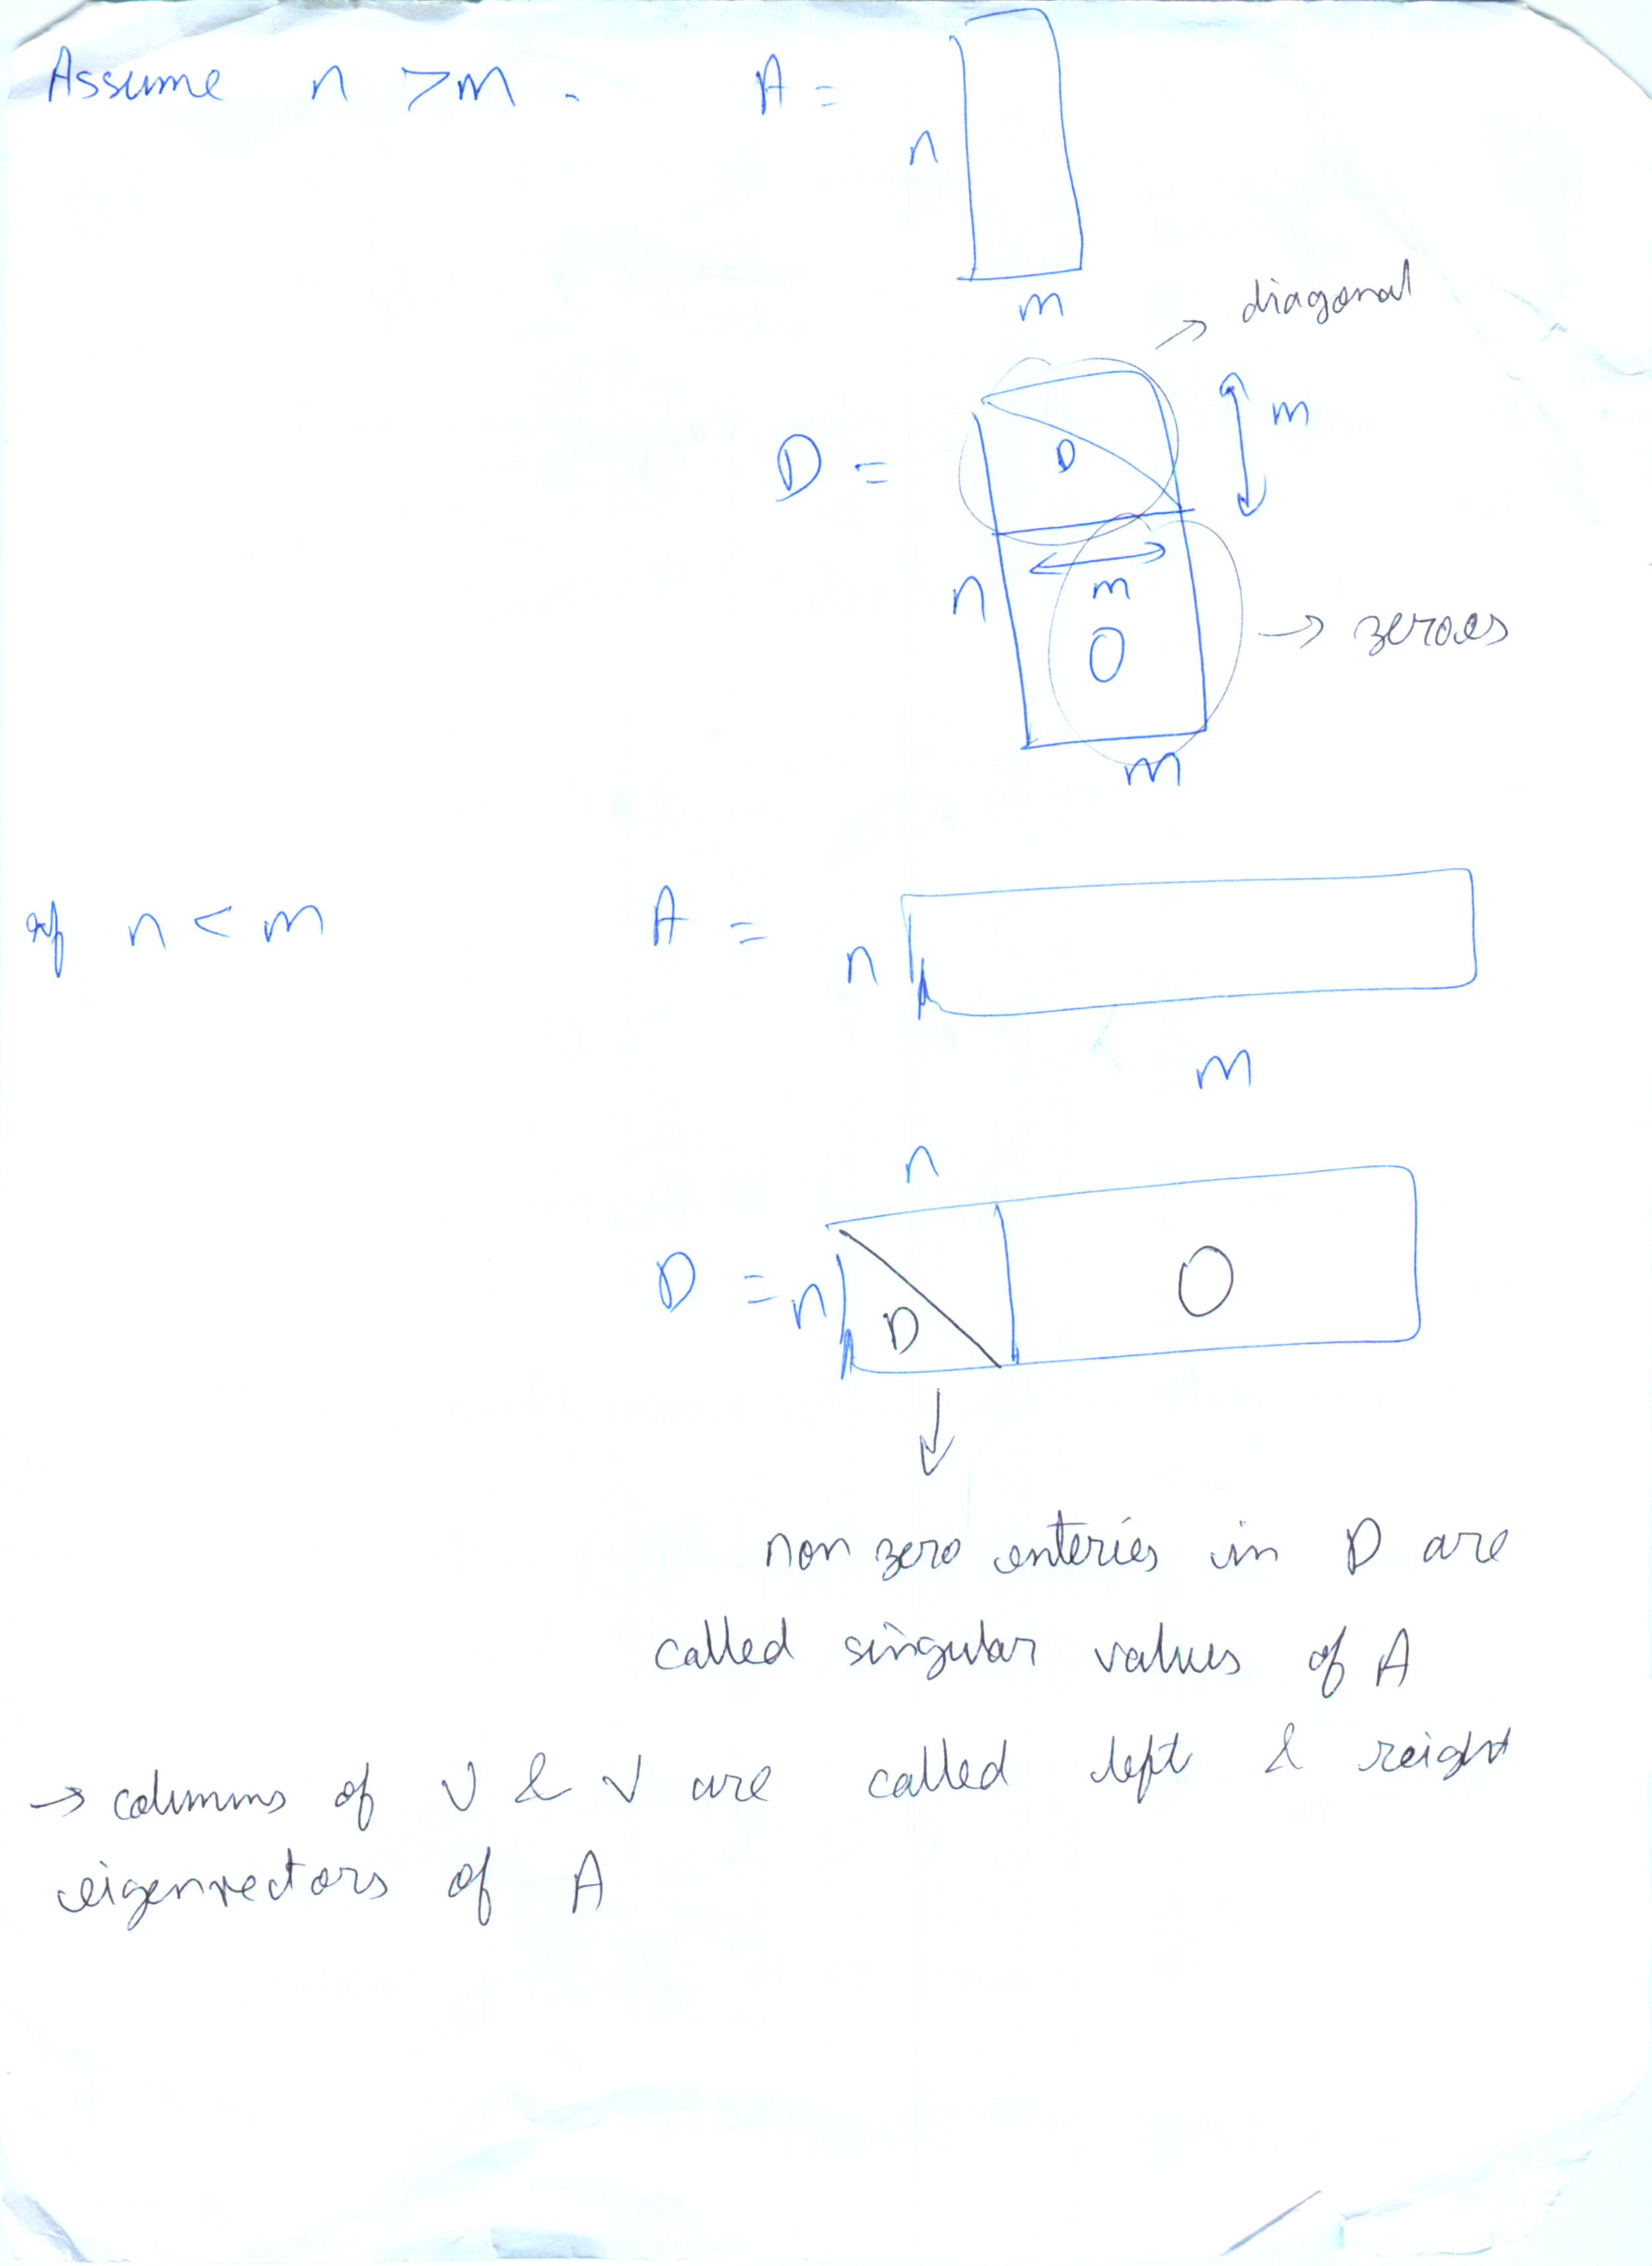 Assume n > m .
A =
n
m
→ diagonal
D =
D
m
m
n
O
→ zeroes
m
if n < m
A =
n
m
n
D = n
D
O
↓
non zero enteries in D are
called singular values of A
→ columns of U & V are called left & reight
eigenvectors of A